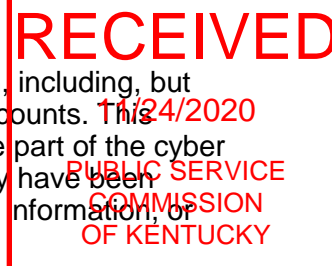 RECEIVED
, including, but
counts. This
11/24/2020
part of the cyber
PUBLIC SERVICE
y have been
COMMISSION
nformation, or
OF KENTUCKY